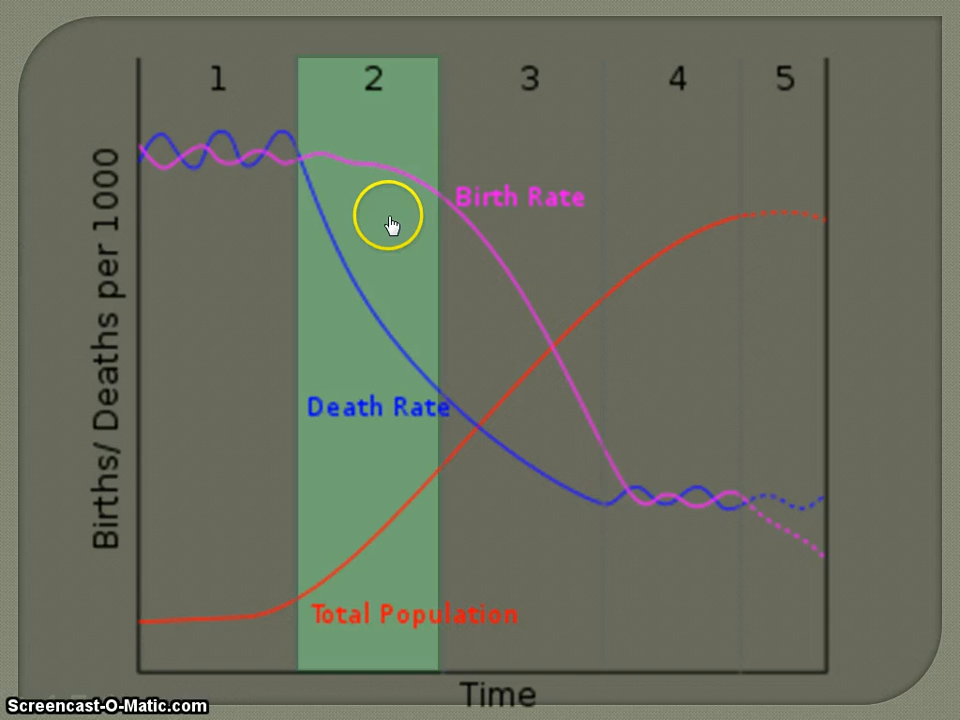 1 2 3 4 5
Births/ Deaths per 1000
Birth Rate
Death Rate
Total Population
Time
Screencast-O-Matic.com